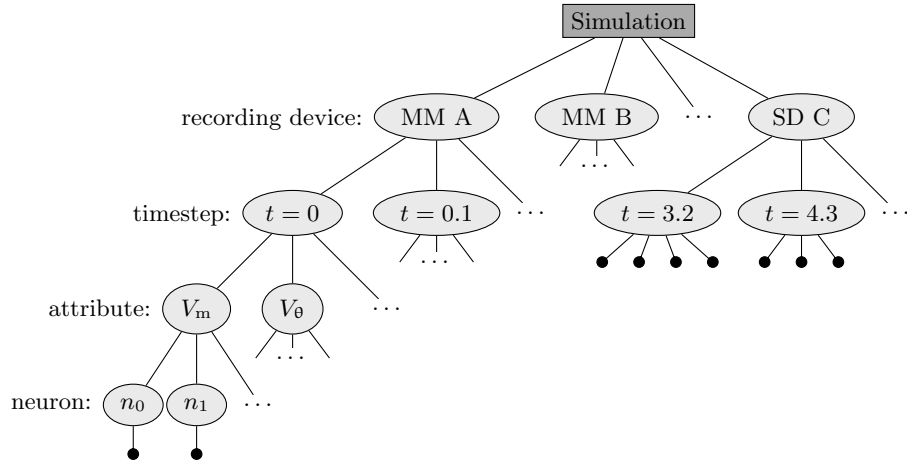 Simulation
recording device: MM A MM B ... SD C
...
timestep: t = 0 t = 0.1 ... t = 3.2 t = 4.3 ...
...
attribute: Vm Vθ ...
...
neuron: n0 n1 ...